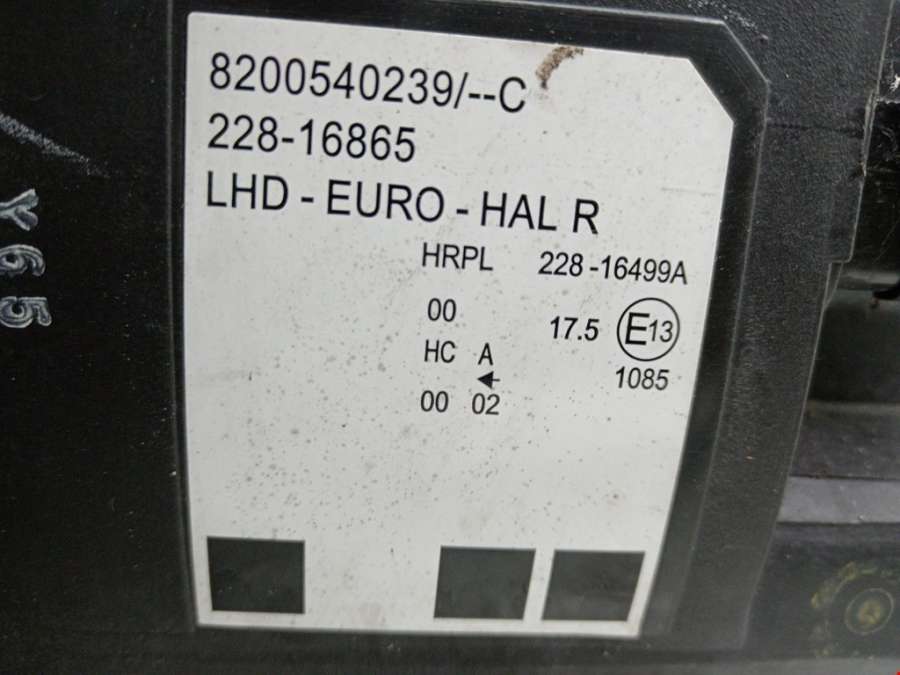 8200540239/--C
228-16865
LHD - EURO - HAL R
HRPL 228-16499A
00 17.5 E13
HC A
1085
00 02
Y65